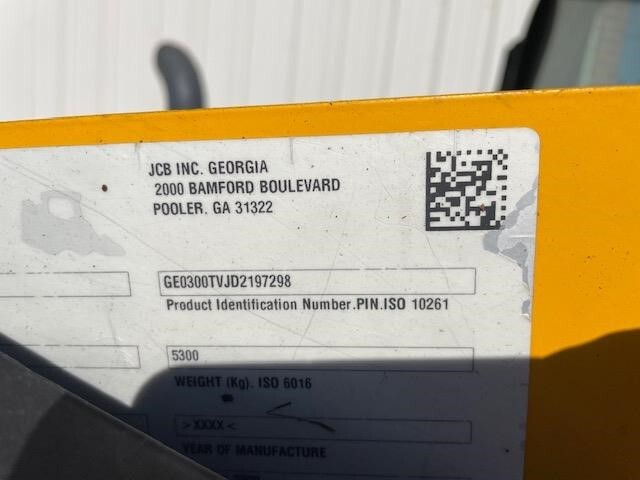 JCB INC. GEORGIA
2000 BAMFORD BOULEVARD
POOLER, GA 31322
GE0300TVJD2197298
Product Identification Number.PIN.ISO 10261
5300
WEIGHT (Kg). ISO 6016
>XXXX<
YEAR OF MANUFACTURE